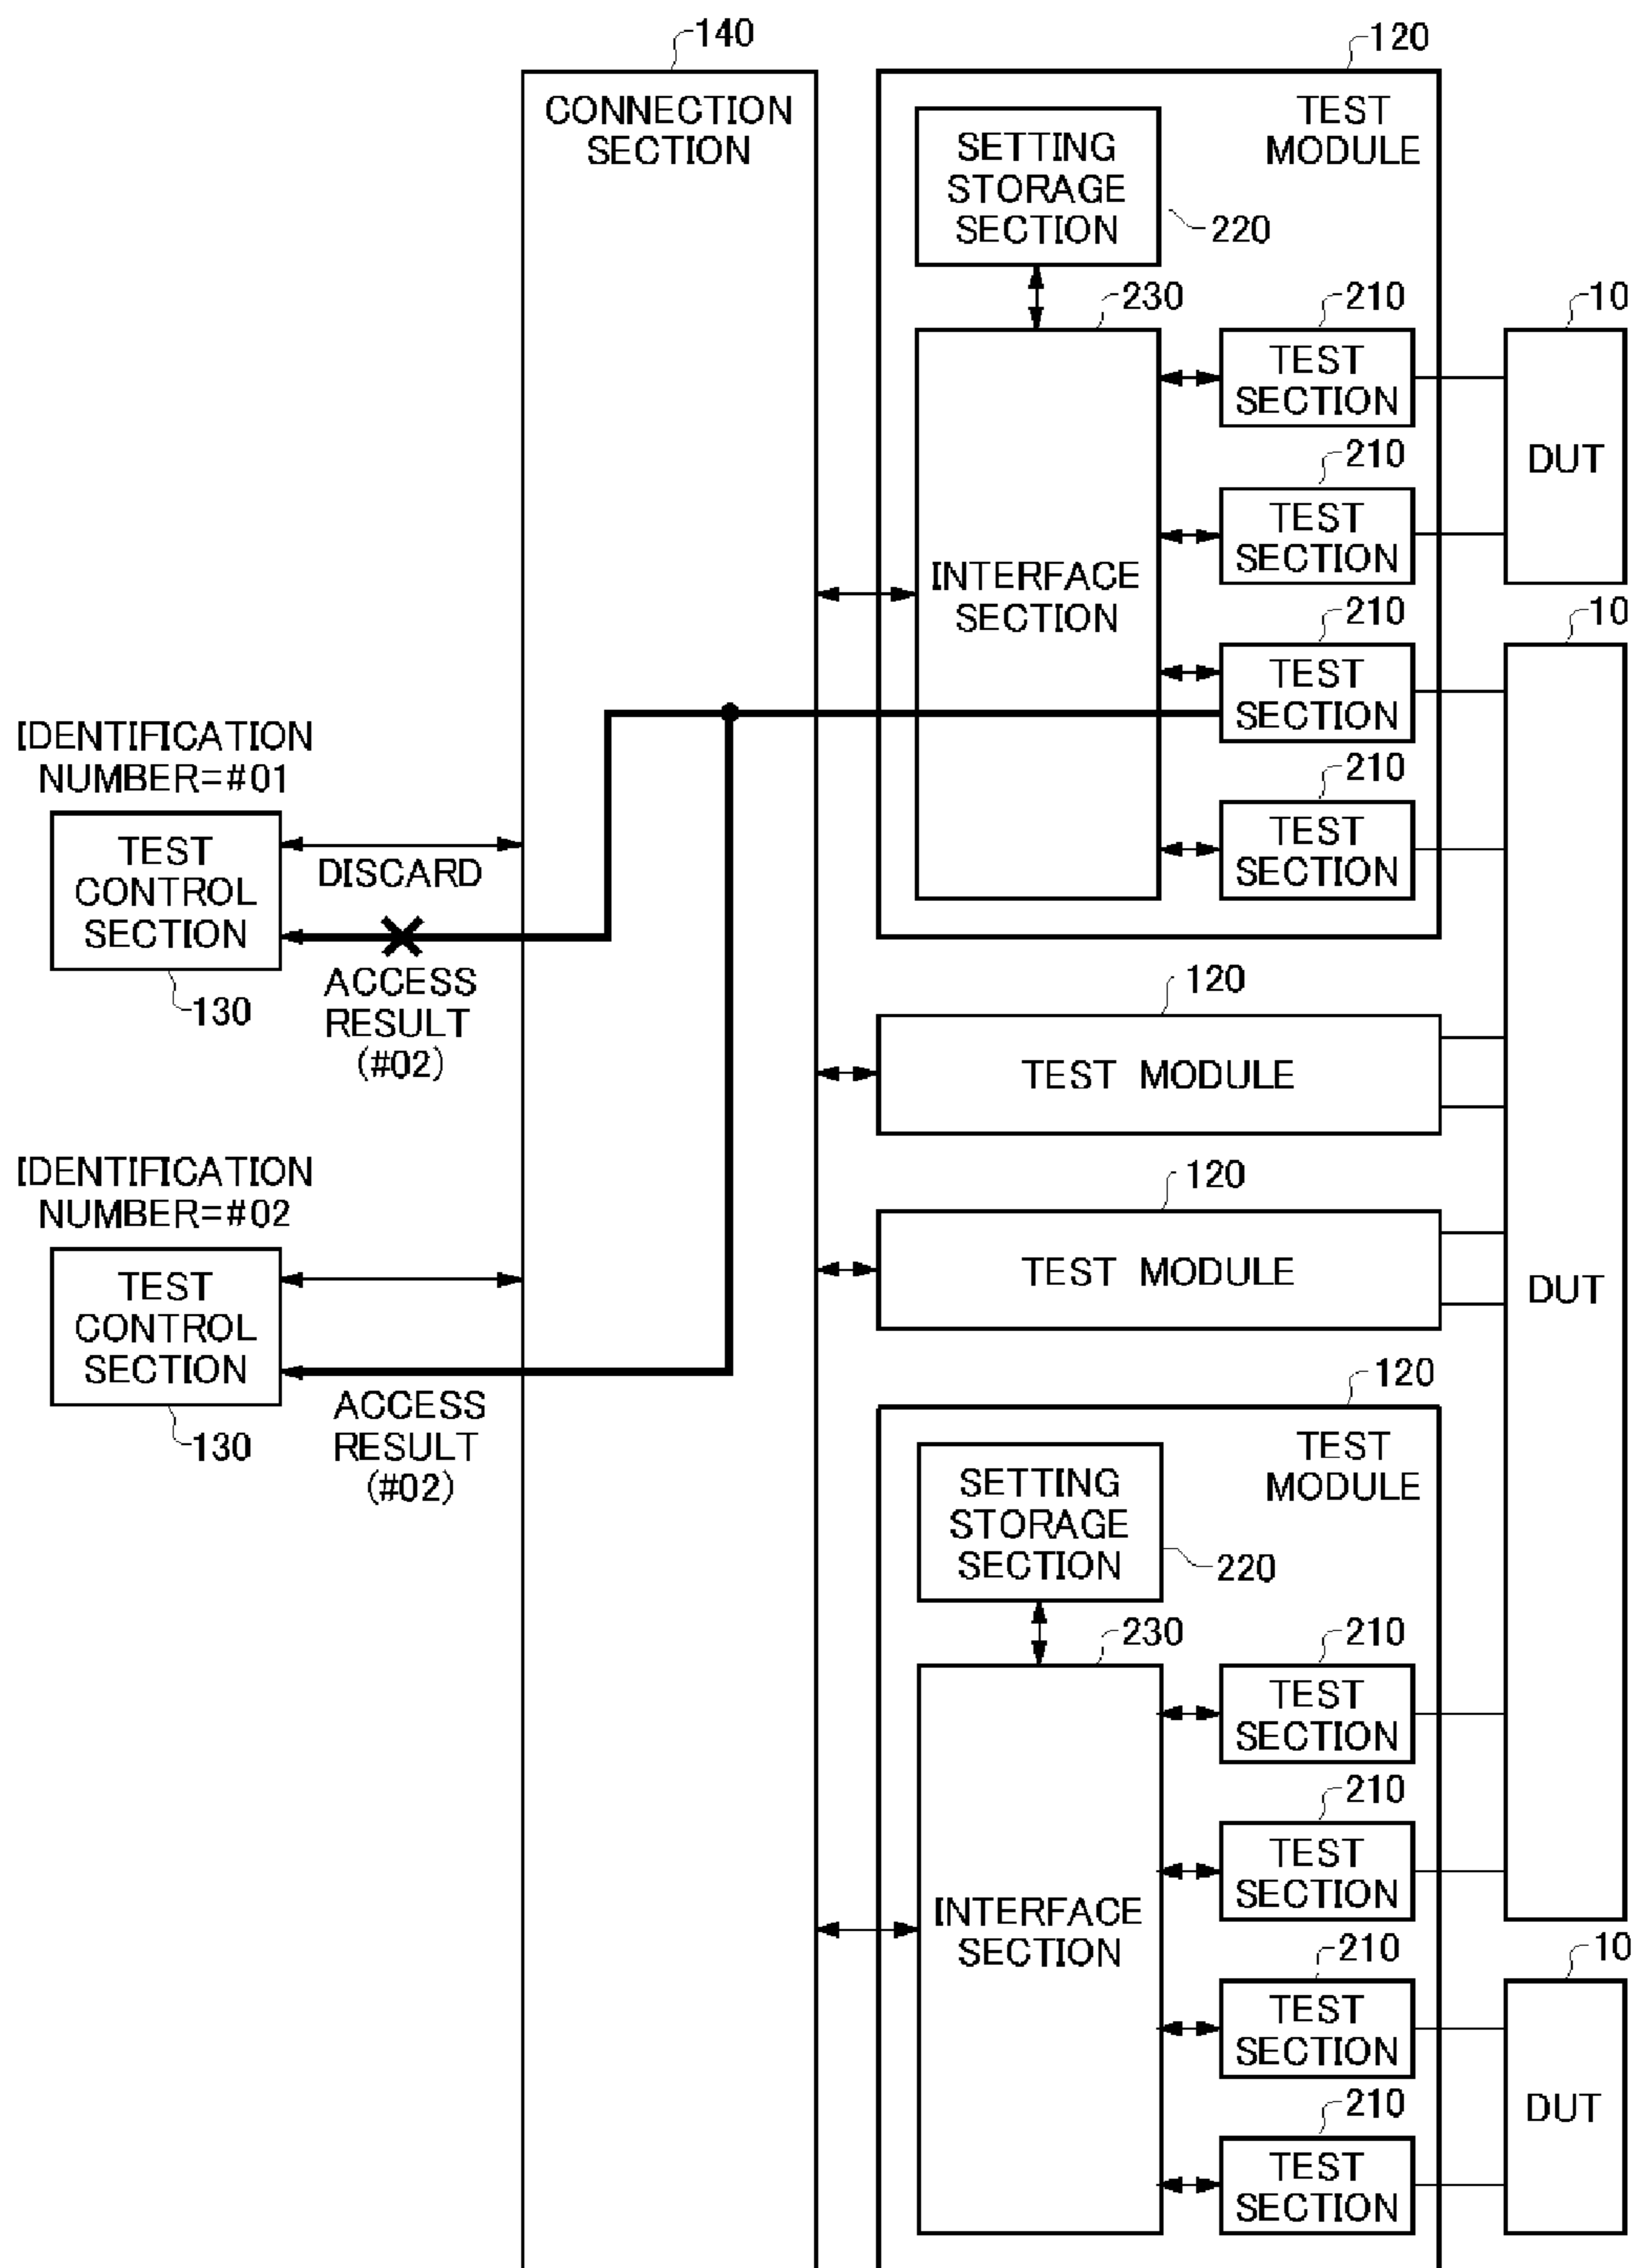 140
CONNECTION
SECTION
120
TEST
MODULE
SETTING
STORAGE
SECTION
220
230
INTERFACE
SECTION
210
TEST
SECTION
210
TEST
SECTION
210
TEST
SECTION
210
TEST
SECTION
10
DUT
10
DUT
IDENTIFICATION
NUMBER=#01
TEST
CONTROL
SECTION
130
DISCARD
ACCESS
RESULT
(#02)
120
TEST MODULE
120
TEST MODULE
IDENTIFICATION
NUMBER=#02
TEST
CONTROL
SECTION
130
ACCESS
RESULT
(#02)
120
TEST
MODULE
SETTING
STORAGE
SECTION
220
230
INTERFACE
SECTION
210
TEST
SECTION
210
TEST
SECTION
210
TEST
SECTION
210
TEST
SECTION
10
DUT